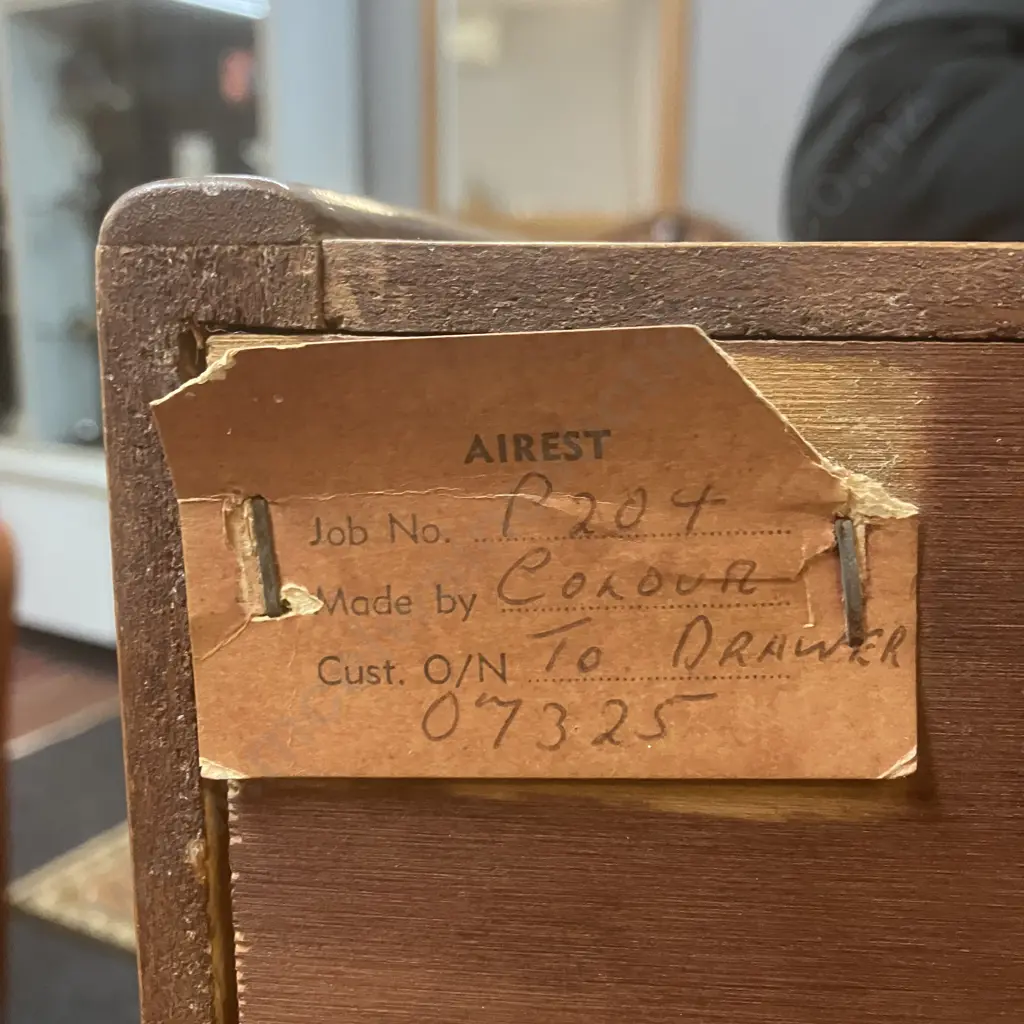 AIREST
Job No. P204
Made by COLOUR
Cust. O/N TO DRAWER
07325